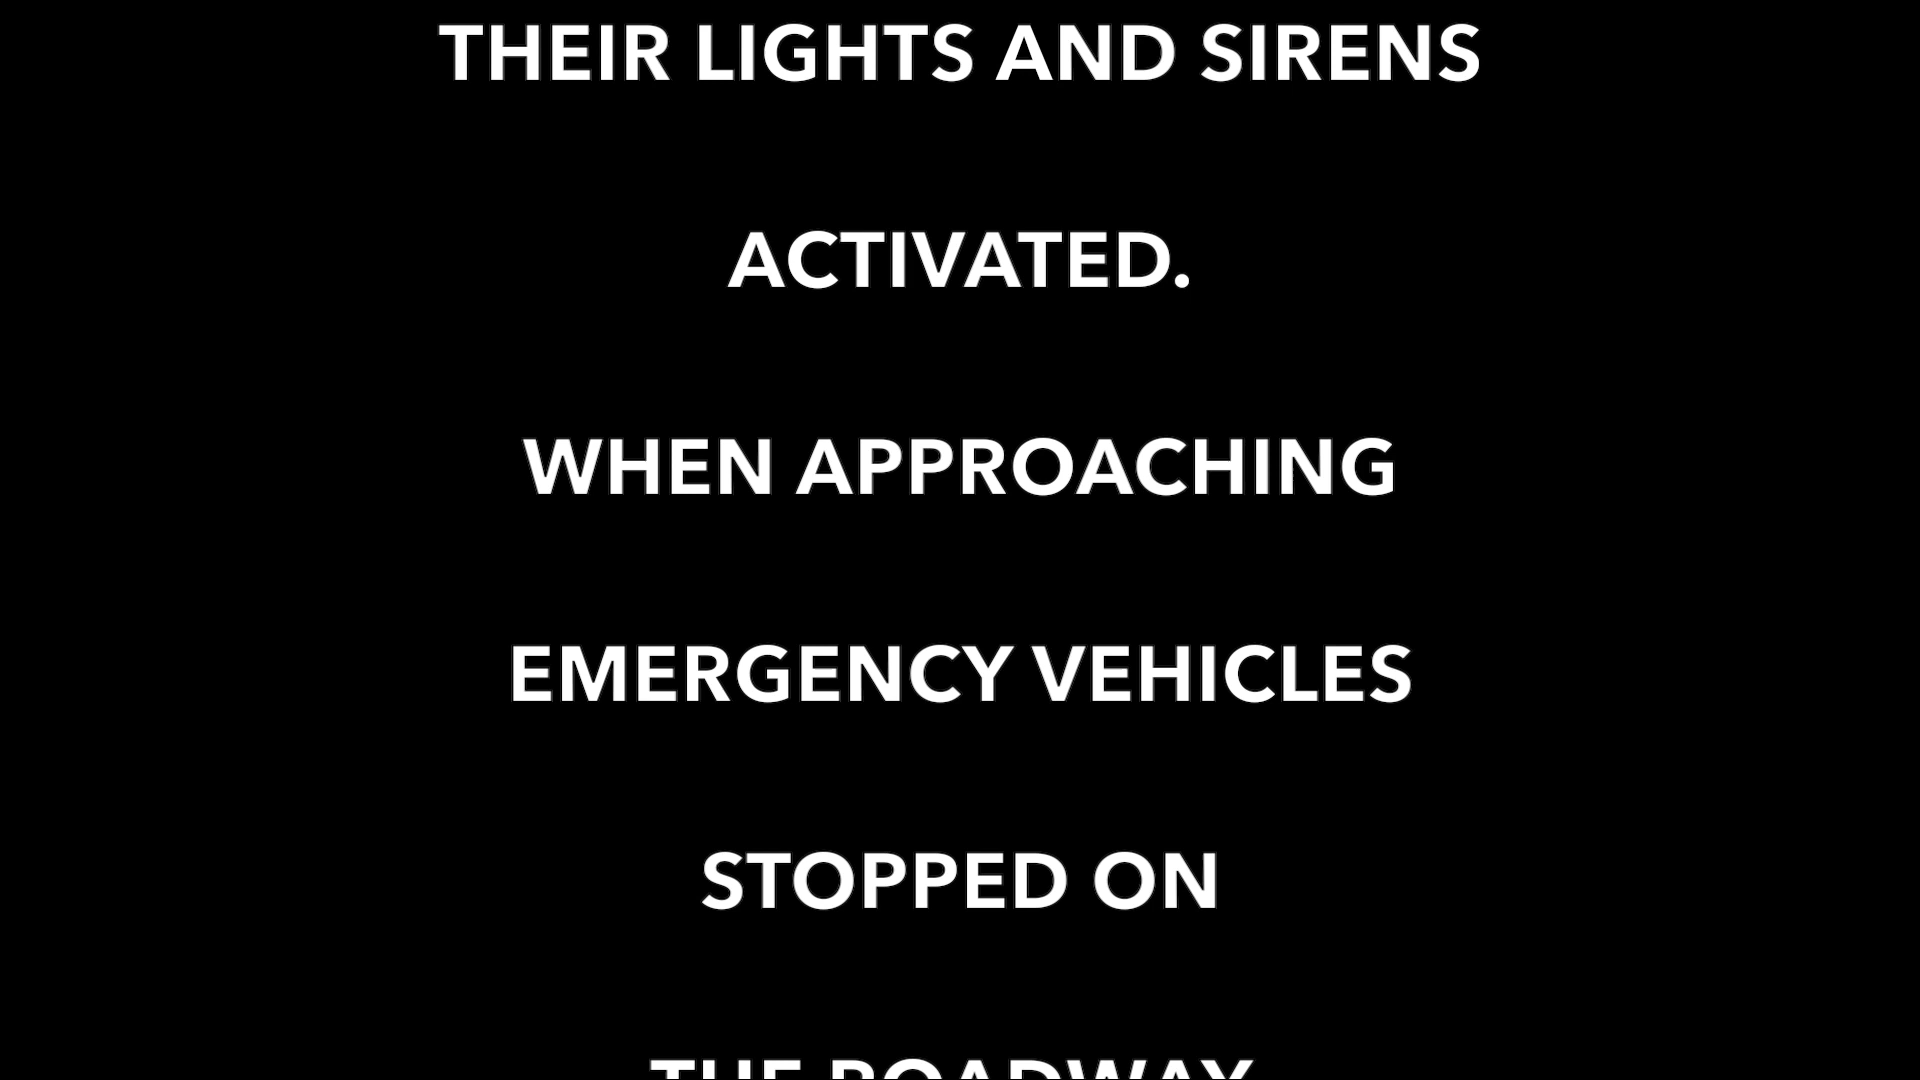 THEIR LIGHTS AND SIRENS
ACTIVATED.
WHEN APPROACHING
EMERGENCY VEHICLES
STOPPED ON
THE ROADWAY